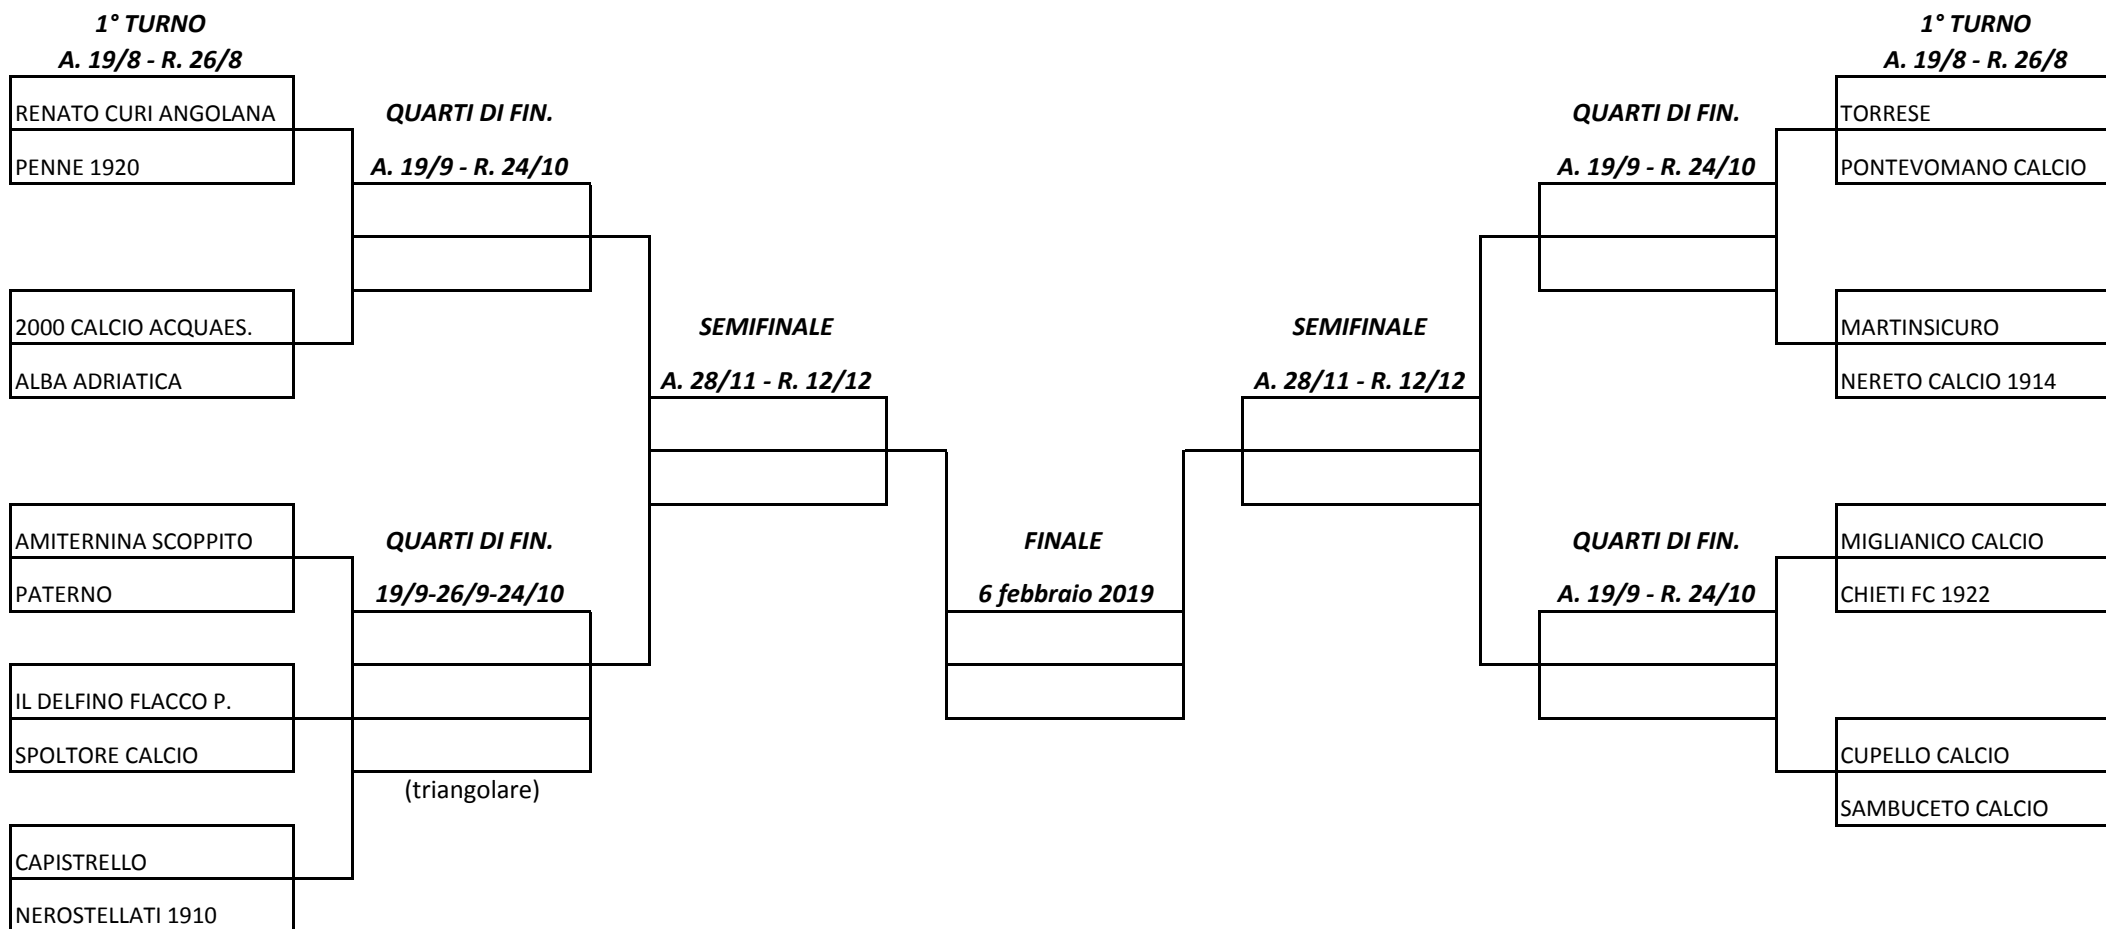 1° TURNO
A. 19/8 - R. 26/8
RENATO CURI ANGOLANA
PENNE 1920
2000 CALCIO ACQUAES.
ALBA ADRIATICA
AMITERNINA SCOPPITO
PATERNO
IL DELFINO FLACCO P.
SPOLTORE CALCIO
CAPISTRELLO
NEROSTELLATI 1910
QUARTI DI FIN.
A. 19/9 - R. 24/10
QUARTI DI FIN.
19/9-26/9-24/10
(triangolare)
SEMIFINALE
A. 28/11 - R. 12/12
FINALE
6 febbraio 2019
SEMIFINALE
A. 28/11 - R. 12/12
QUARTI DI FIN.
A. 19/9 - R. 24/10
QUARTI DI FIN.
A. 19/9 - R. 24/10
1° TURNO
A. 19/8 - R. 26/8
TORRESE
PONTEVOMANO CALCIO
MARTINSICURO
NERETO CALCIO 1914
MIGLIANICO CALCIO
CHIETI FC 1922
CUPELLO CALCIO
SAMBUCETO CALCIO